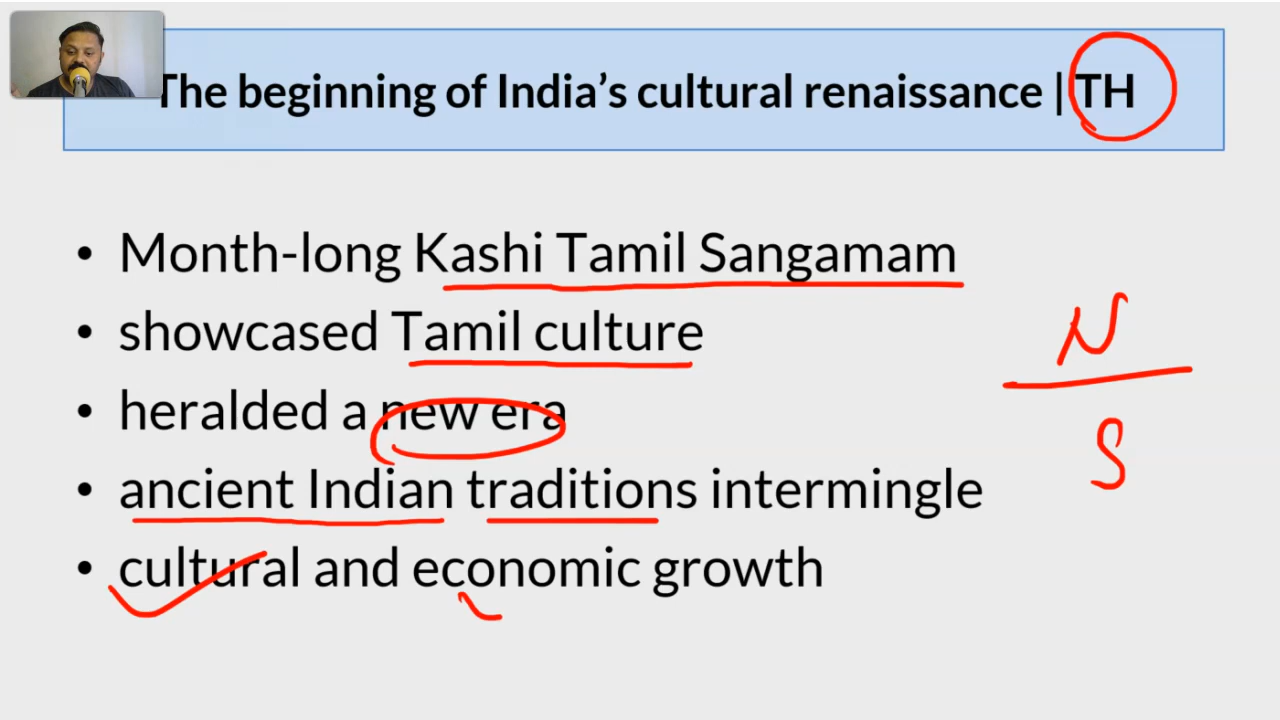 The beginning of India’s cultural renaissance | TH
• Month-long Kashi Tamil Sangamam
• showcased Tamil culture
• heralded a new era
• ancient Indian traditions intermingle
• cultural and economic growth
N
S